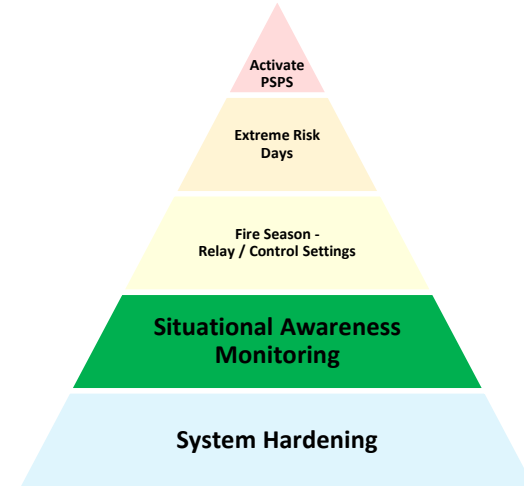 Activate
PSPS
Extreme Risk
Days
Fire Season -
Relay / Control Settings
Situational Awareness
Monitoring
System Hardening